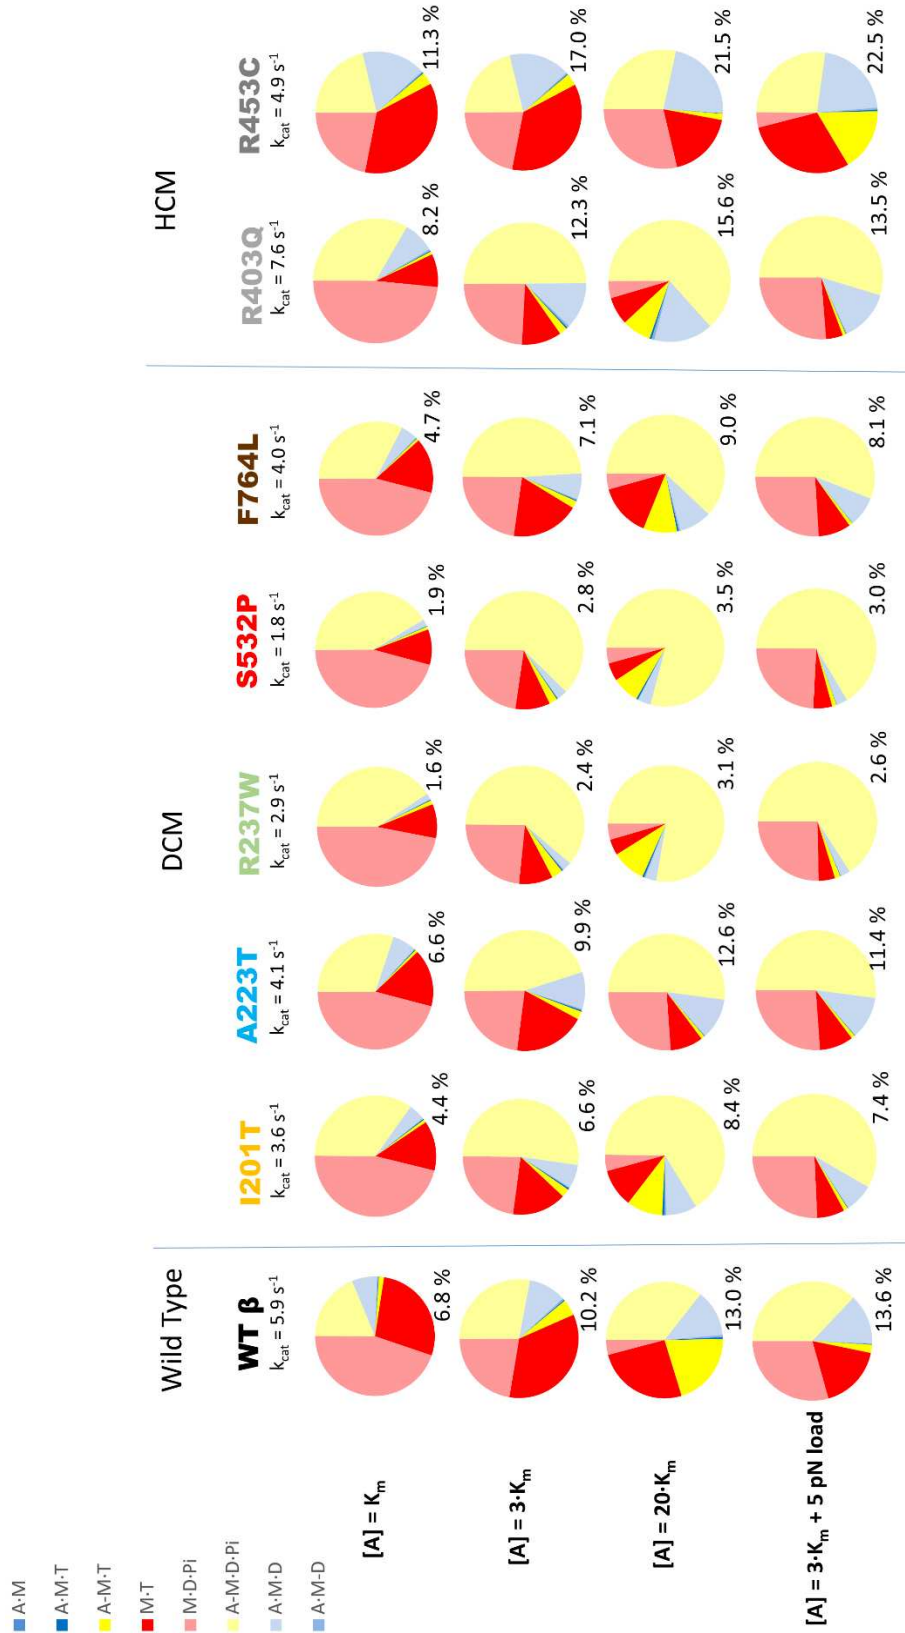 A·M
A·M·T
A-M·T
M·T
M·D·Pi
A-M·D·Pi
A·M·D
A·M-D
Wild Type
DCM
HCM
WT β
I201T
A223T
R237W
S532P
F764L
R403Q
R453C
kcat = 5.9 s-1
kcat = 3.6 s-1
kcat = 4.1 s-1
kcat = 2.9 s-1
kcat = 1.8 s-1
kcat = 4.0 s-1
kcat = 7.6 s-1
kcat = 4.9 s-1
[A] = Km
6.8 %
4.4 %
6.6 %
1.6 %
1.9 %
4.7 %
8.2 %
11.3 %
[A] = 3·Km
10.2 %
6.6 %
9.9 %
2.4 %
2.8 %
7.1 %
12.3 %
17.0 %
[A] = 20·Km
13.0 %
8.4 %
12.6 %
3.1 %
3.5 %
9.0 %
15.6 %
21.5 %
[A] = 3·Km + 5 pN load
13.6 %
7.4 %
11.4 %
2.6 %
3.0 %
8.1 %
13.5 %
22.5 %